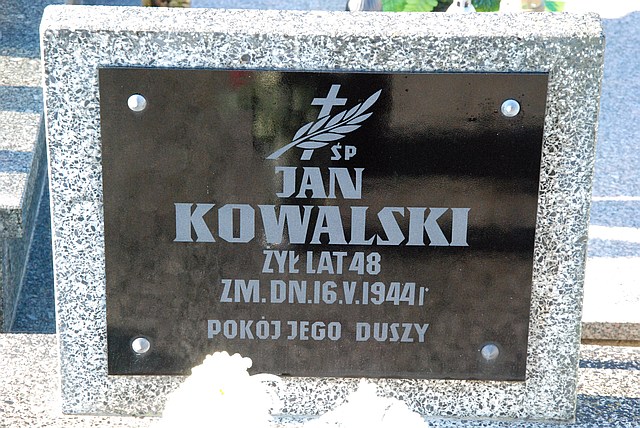 ŚP
JAN
KOWALSKI
ŻYŁ LAT 48
ZM. DN. 16.V.1944 r
POKÓJ JEGO DUSZY